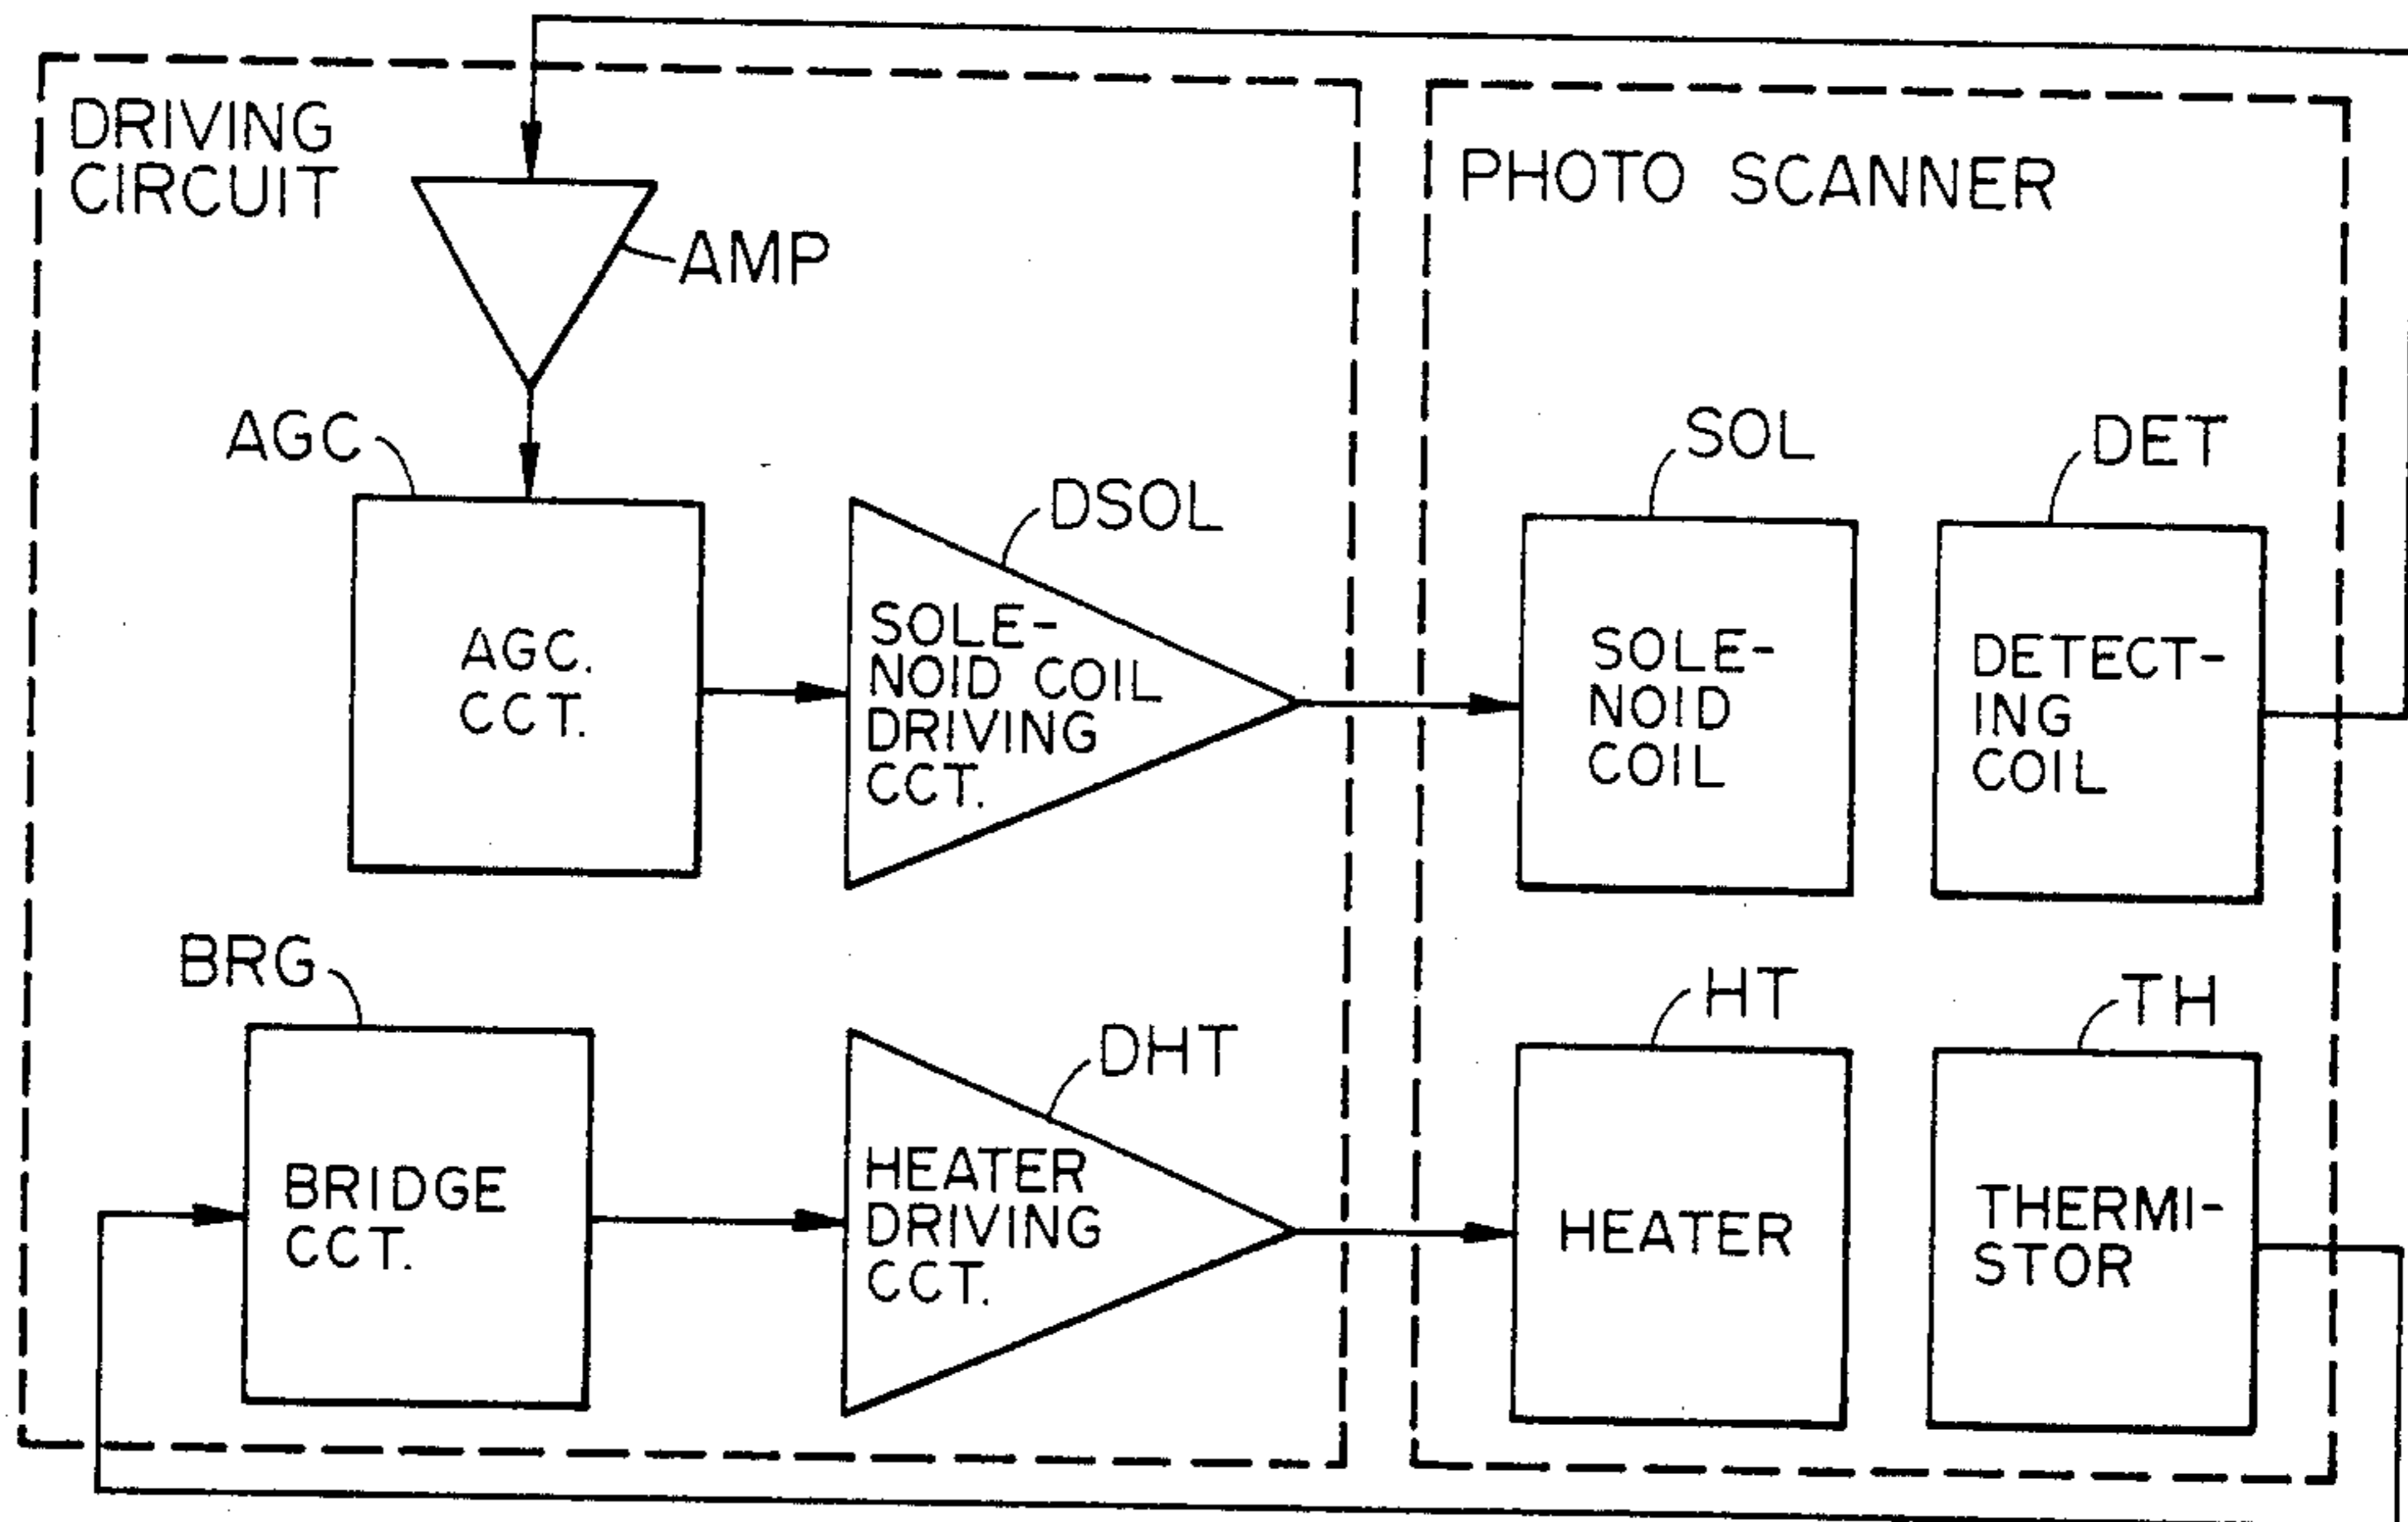 DRIVING
CIRCUIT
AMP
AGC
AGC.
CCT.
DSOL
SOLE-
NOID COIL
DRIVING
CCT.
BRG
BRIDGE
CCT.
DHT
HEATER
DRIVING
CCT.
PHOTO SCANNER
SOL
SOLE-
NOID
COIL
DET
DETECT-
ING
COIL
HT
HEATER
TH
THERMI-
STOR